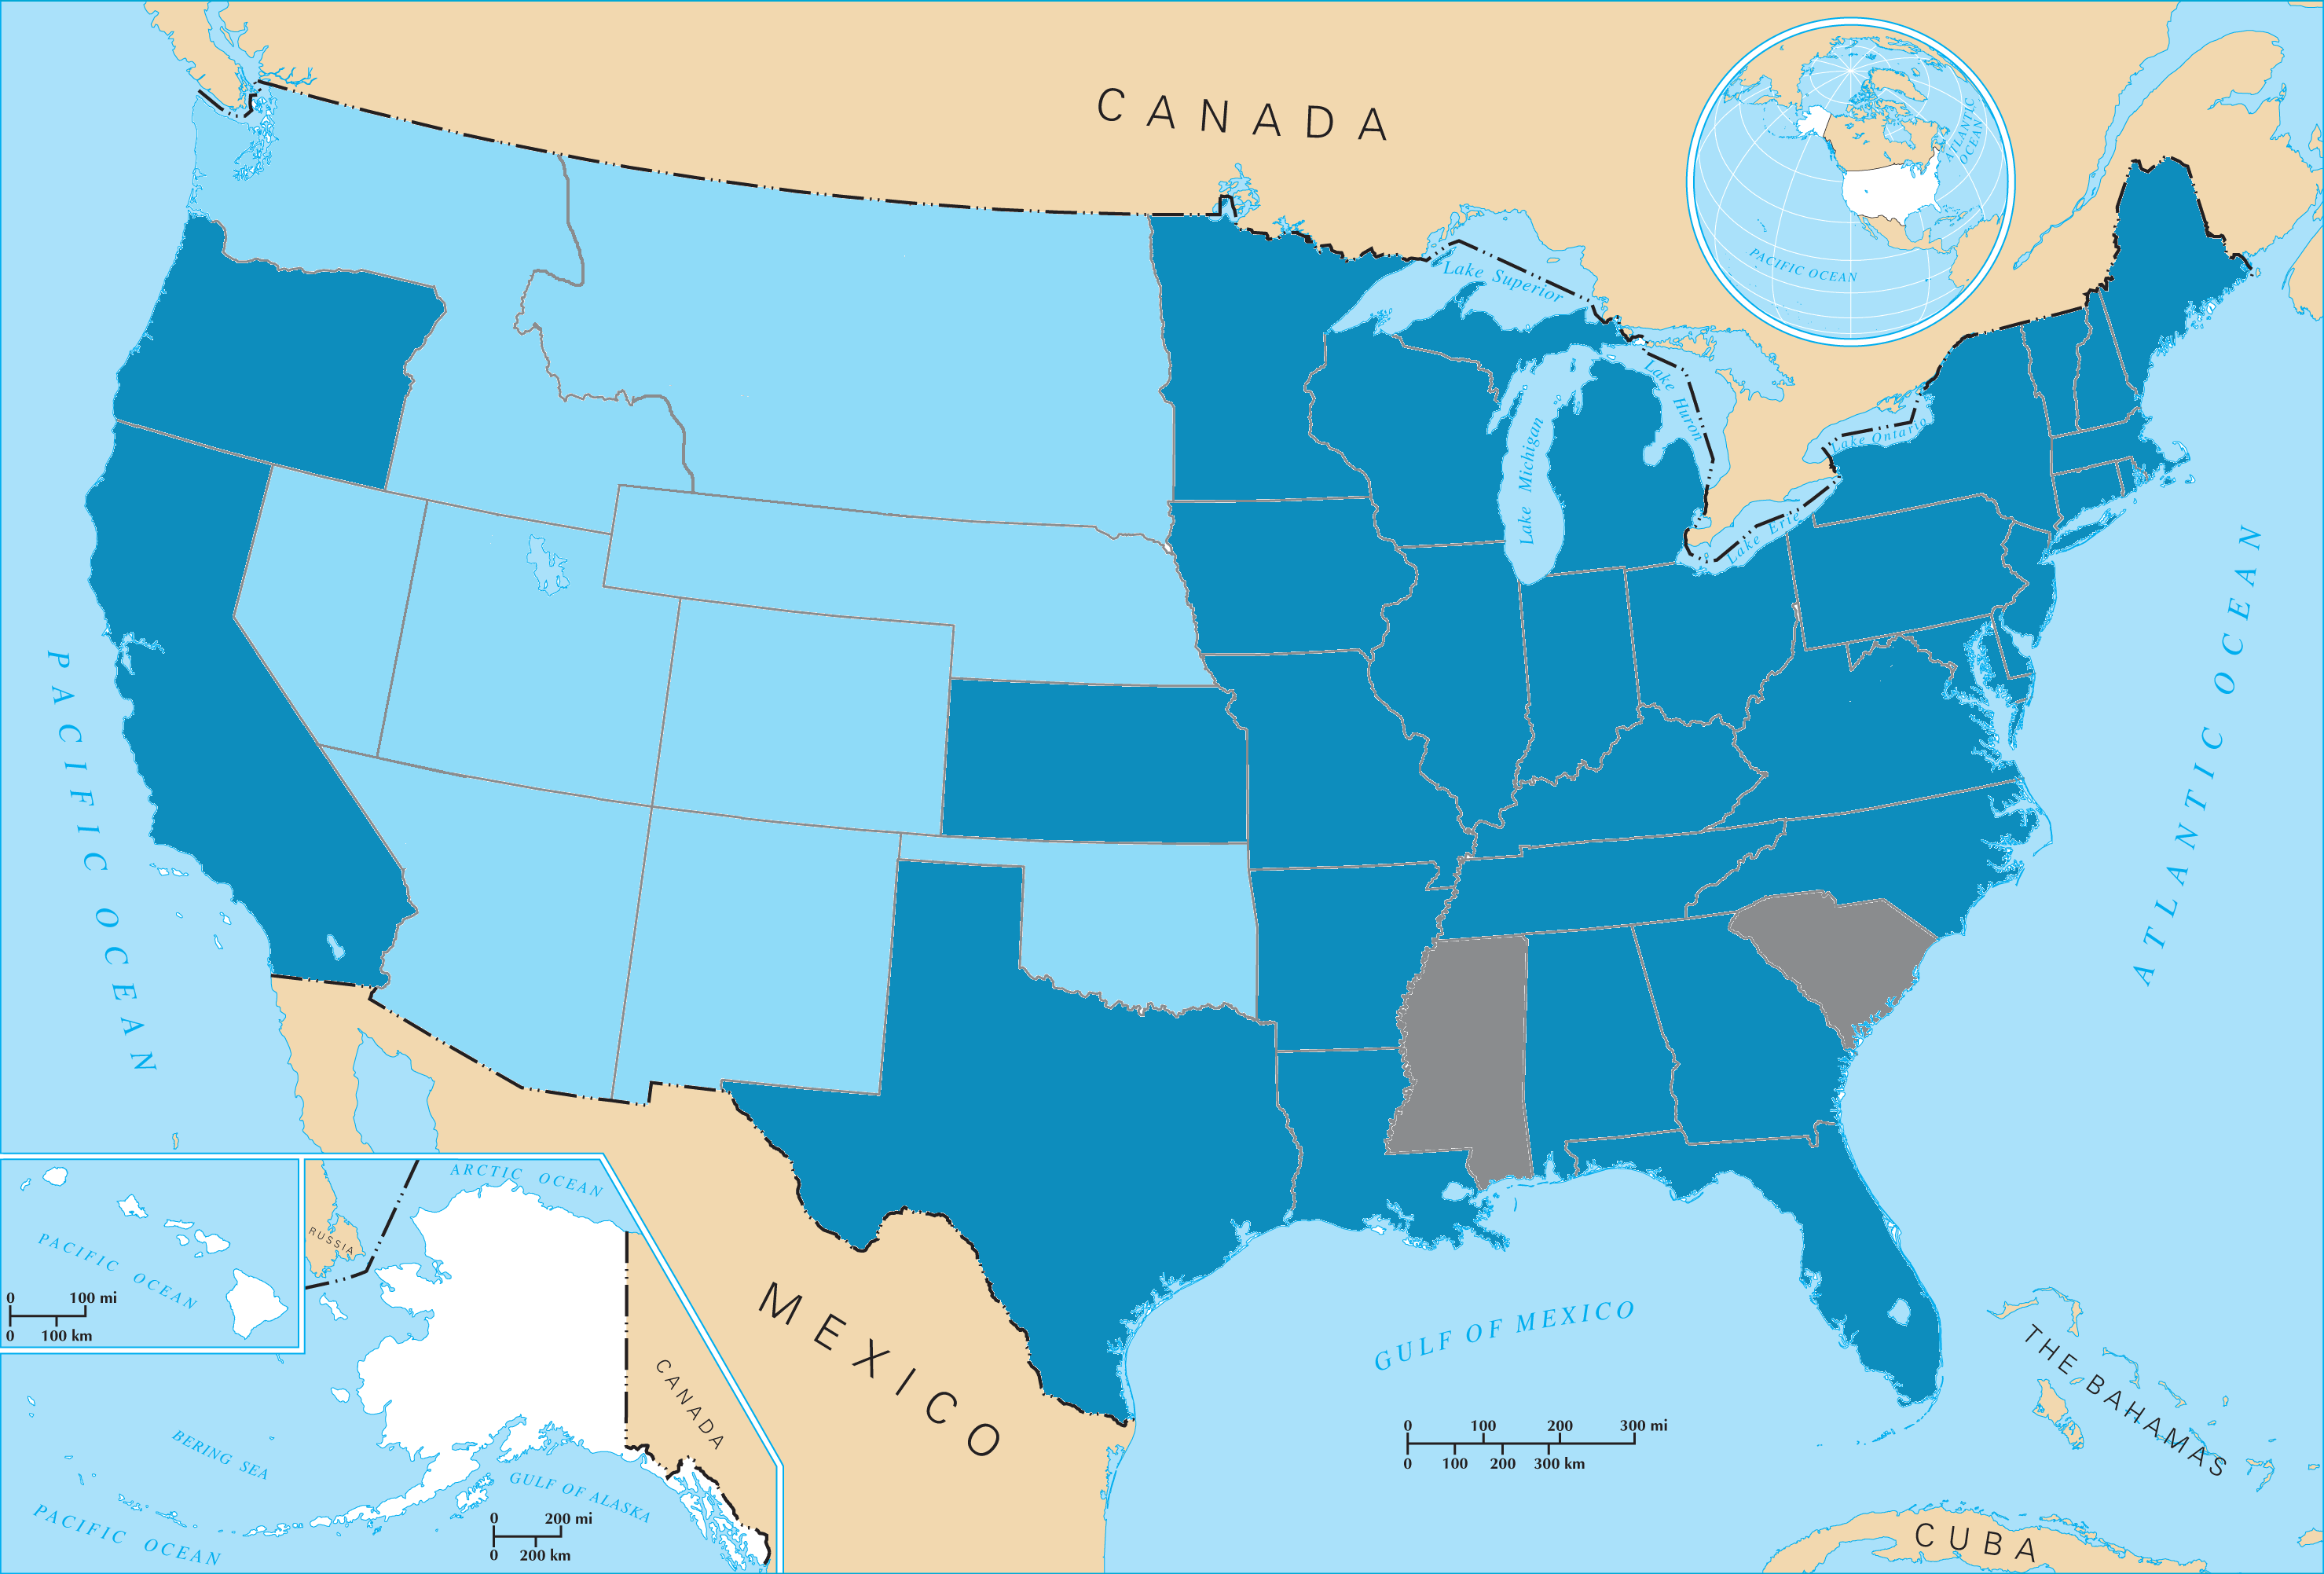 CANADA
ATLANTIC
OCEAN
PACIFIC OCEAN
Lake Superior
Lake Huron
Lake Michigan
Lake Ontario
Lake Erie
PACIFIC OCEAN
ATLANTIC OCEAN
ARCTIC OCEAN
RUSSIA
PACIFIC OCEAN
0 100 mi
0 100 km
MEXICO
GULF OF MEXICO
THE BAHAMAS
CANADA
BERING SEA
GULF OF ALASKA
PACIFIC OCEAN
0 200 mi
0 200 km
0 100 200 300 mi
0 100 200 300 km
CUBA